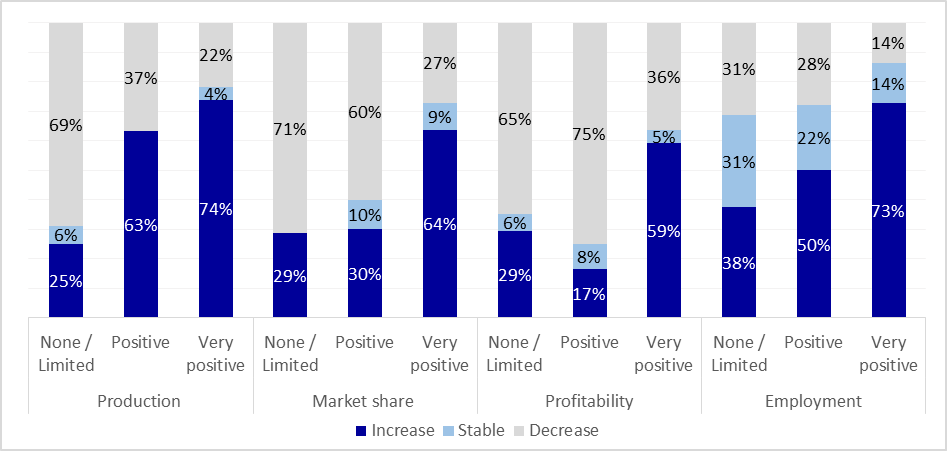 69%
6%
25%
37%
63%
22%
4%
74%
71%
29%
60%
10%
30%
27%
9%
64%
65%
6%
29%
75%
8%
17%
36%
5%
59%
31%
31%
38%
28%
22%
50%
14%
14%
73%
None / Limited
Positive
Very positive
None / Limited
Positive
Very positive
None / Limited
Positive
Very positive
None / Limited
Positive
Very positive
Production
Market share
Profitability
Employment
Increase
Stable
Decrease